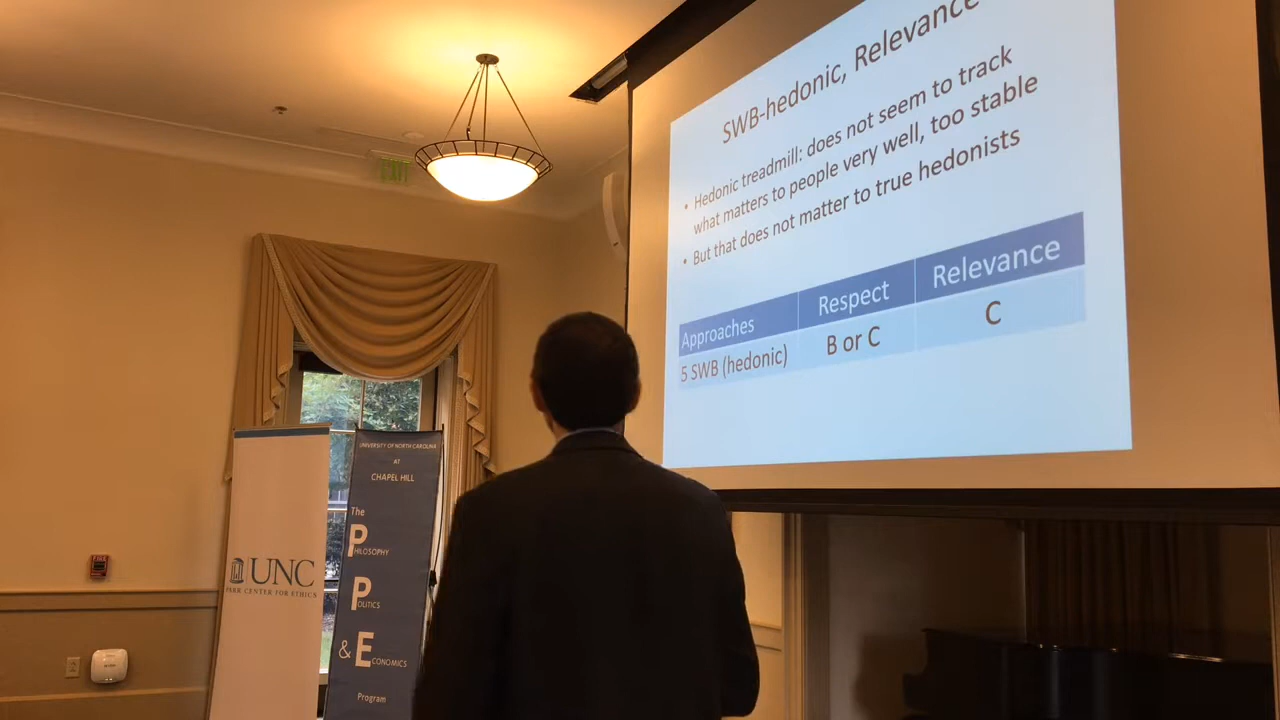 SWB-hedonic, Relevance
• Hedonic treadmill: does not seem to track
what matters to people very well, too stable
• But that does not matter to true hedonists
Approaches Respect Relevance
5 SWB (hedonic) B or C C
EXIT
UNC
PARR CENTER FOR ETHICS
UNIVERSITY OF NORTH CAROLINA
AT
CHAPEL HILL
The
PHILOSOPHY
POLITICS
& ECONOMICS
Program
FIRE